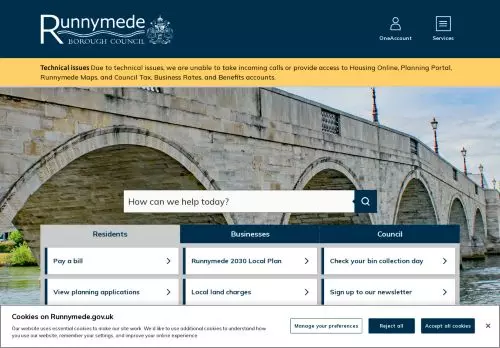 Runnymede
BOROUGH COUNCIL
OneAccount
Services
Technical issues Due to technical issues, we are unable to take incoming calls or provide access to Housing Online, Planning Portal,
Runnymede Maps, and Council Tax, Business Rates, and Benefits accounts.
How can we help today?
Residents
Businesses
Council
Pay a bill
Runnymede 2030 Local Plan
Check your bin collection day
View planning applications
Local land charges
Sign up to our newsletter
Cookies on Runnymede.gov.uk
Our website uses essential cookies to make our site work. We'd like to use additional cookies to understand how
you use our website, remember your settings, and improve your online experience
Manage your preferences
Reject all
Accept all cookies